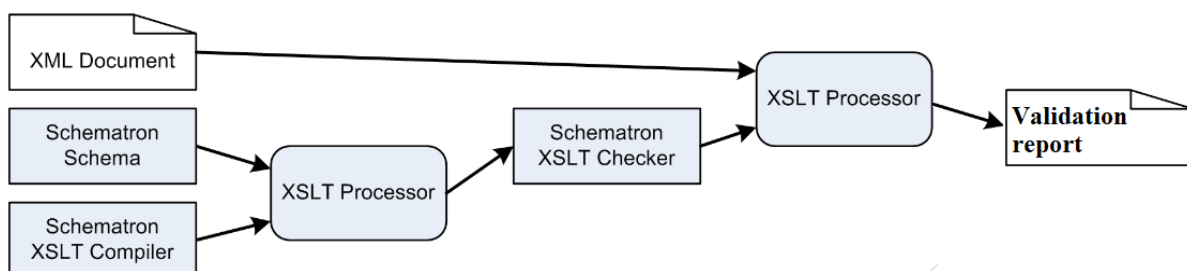 XML Document
XSLT Processor
Schematron
Schema
Schematron
XSLT Checker
Validation
report
XSLT Processor
Schematron
XSLT Compiler